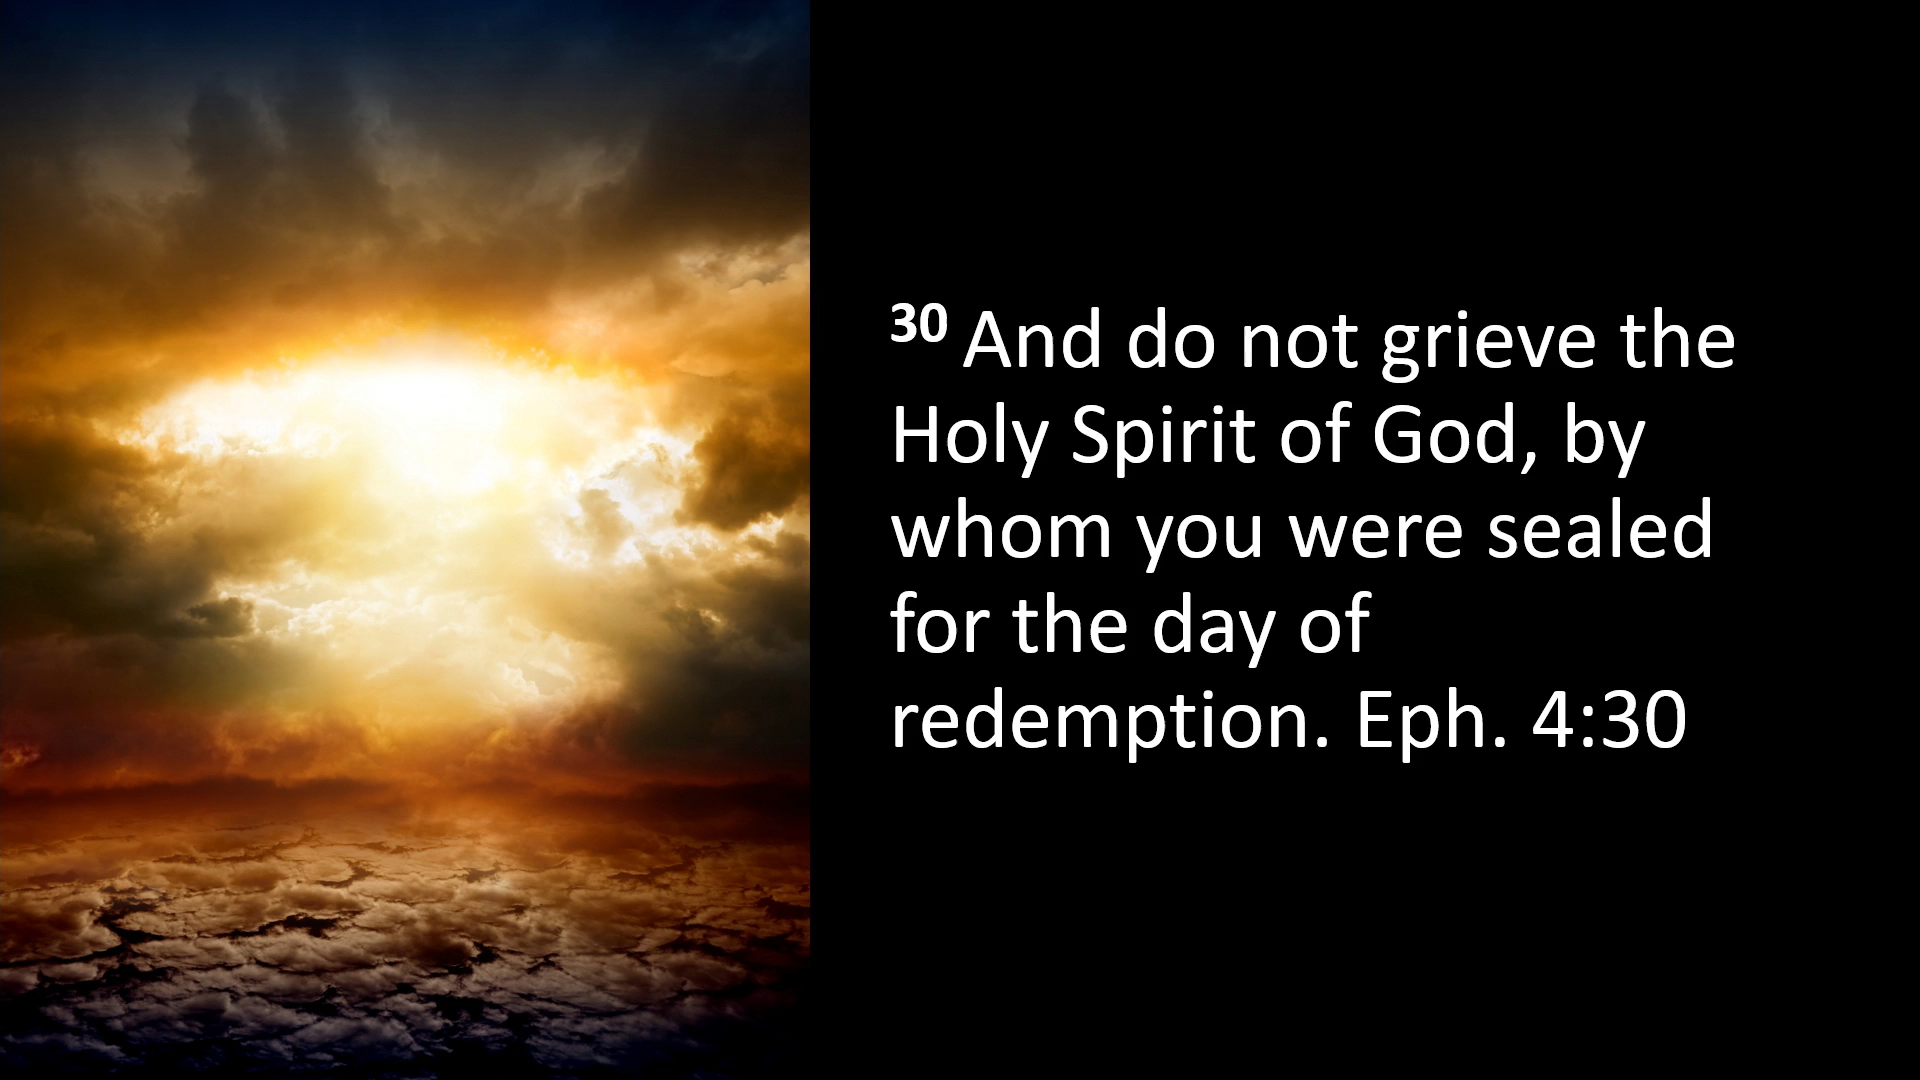 30 And do not grieve the
Holy Spirit of God, by
whom you were sealed
for the day of
redemption. Eph. 4:30